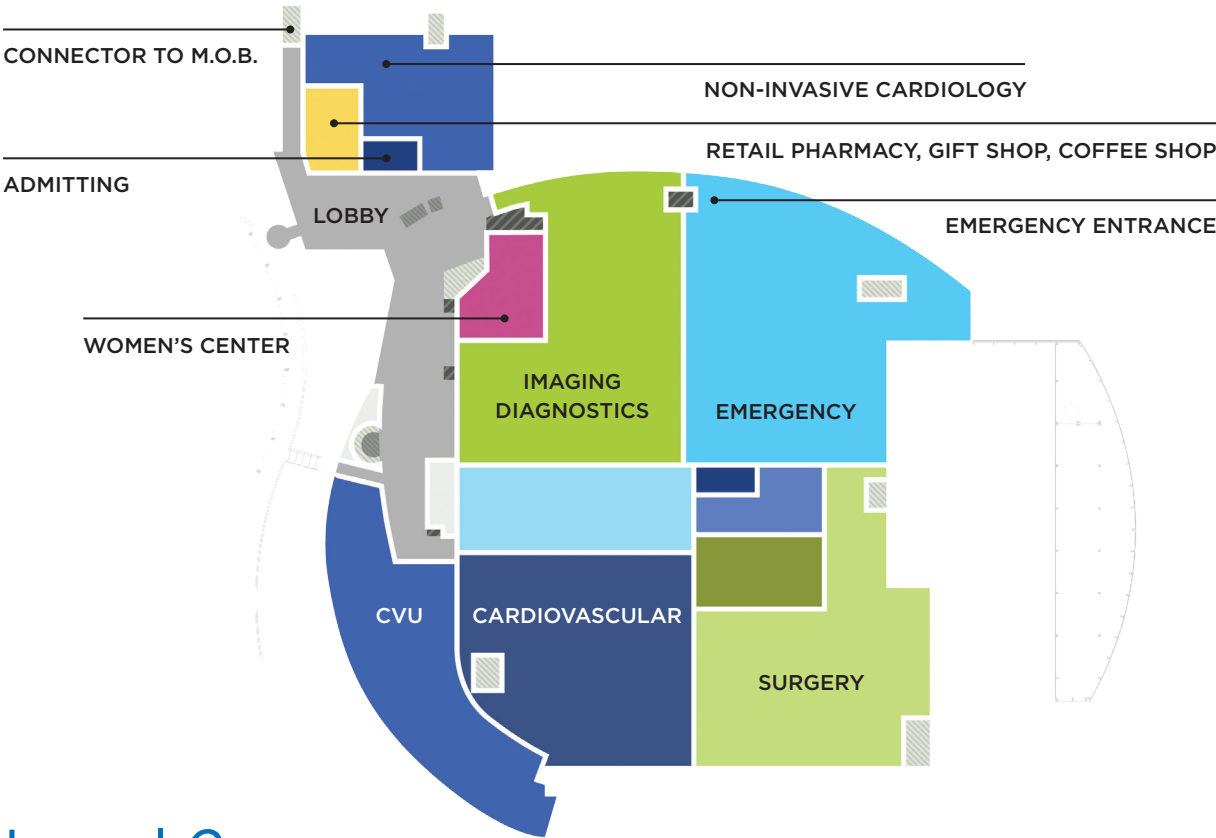 CONNECTOR TO M.O.B.
NON-INVASIVE CARDIOLOGY
RETAIL PHARMACY, GIFT SHOP, COFFEE SHOP
ADMITTING
LOBBY
EMERGENCY ENTRANCE
WOMEN'S CENTER
IMAGING
DIAGNOSTICS
EMERGENCY
CVU
CARDIOVASCULAR
SURGERY